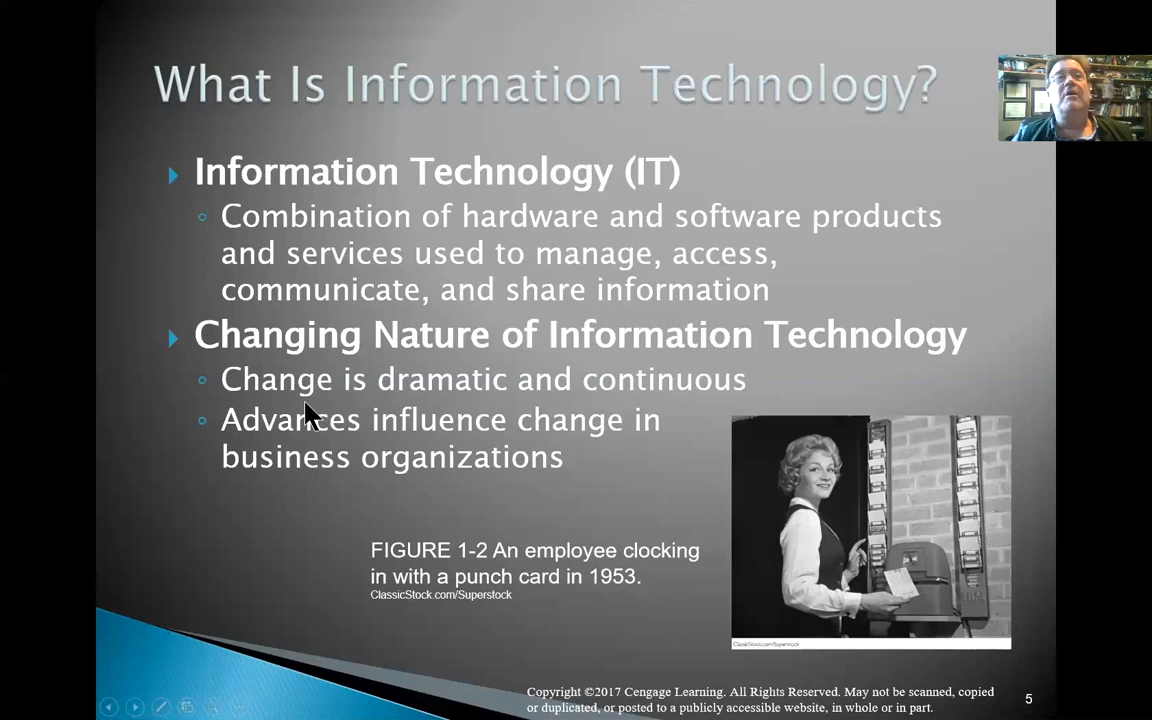 What Is Information Technology?
Information Technology (IT)
Combination of hardware and software products
and services used to manage, access,
communicate, and share information
Changing Nature of Information Technology
Change is dramatic and continuous
Advances influence change in
business organizations
FIGURE 1-2 An employee clocking
in with a punch card in 1953.
ClassicStock.com/Superstock
ClassicStock.com/Superstock
Copyright ©2017 Cengage Learning. All Rights Reserved. May not be scanned, copied
or duplicated, or posted to a publicly accessible website, in whole or in part.
5